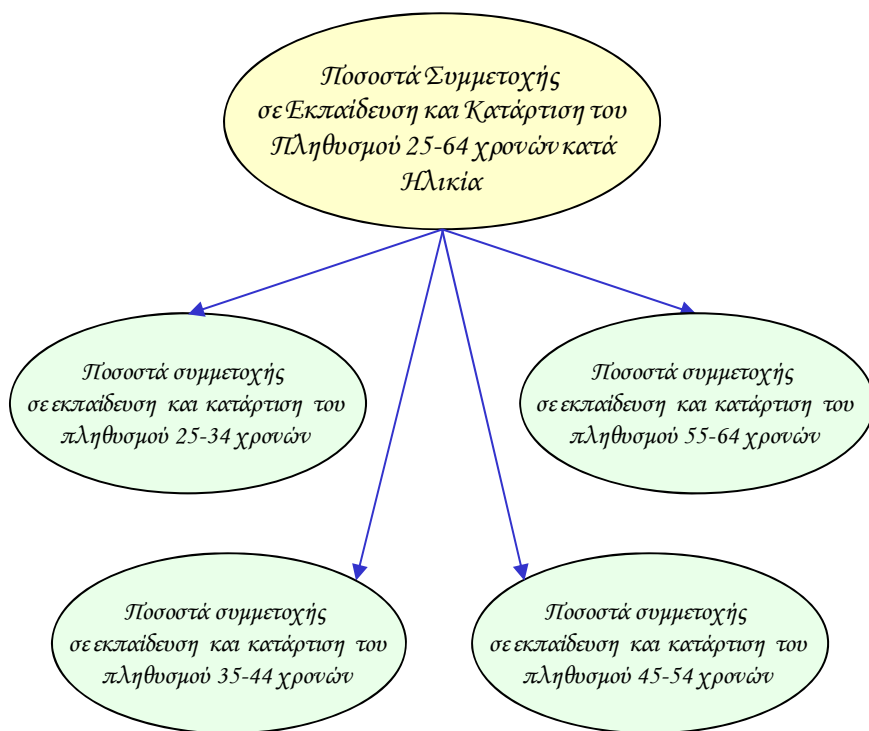 Ποσοστά Συμμετοχής
σε Εκπαίδευση και Κατάρτιση του
Πληθυσμού 25-64 χρονών κατά
Ηλικία
Ποσοστά συμμετοχής
σε εκπαίδευση και κατάρτιση του
πληθυσμού 25-34 χρονών
Ποσοστά συμμετοχής
σε εκπαίδευση και κατάρτιση του
πληθυσμού 55-64 χρονών
Ποσοστά συμμετοχής
σε εκπαίδευση και κατάρτιση του
πληθυσμού 35-44 χρονών
Ποσοστά συμμετοχής
σε εκπαίδευση και κατάρτιση του
πληθυσμού 45-54 χρονών